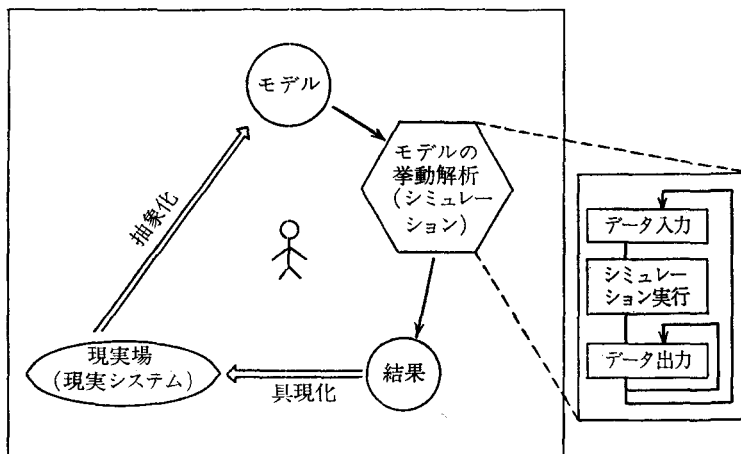 モデル
モデルの
挙動解析
(シミュレー
ション)
抽象化
現実場
(現実システム)
具現化
結果
データ入力
シミュレー
ション実行
データ出力